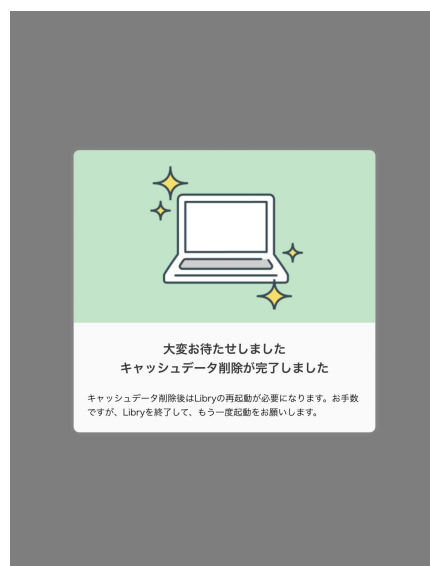 大変お待たせしました
キャッシュデータ削除が完了しました
キャッシュデータ削除後はLibryの再起動が必要になります。お手数
ですが、Libryを終了して、もう一度起動をお願いします。